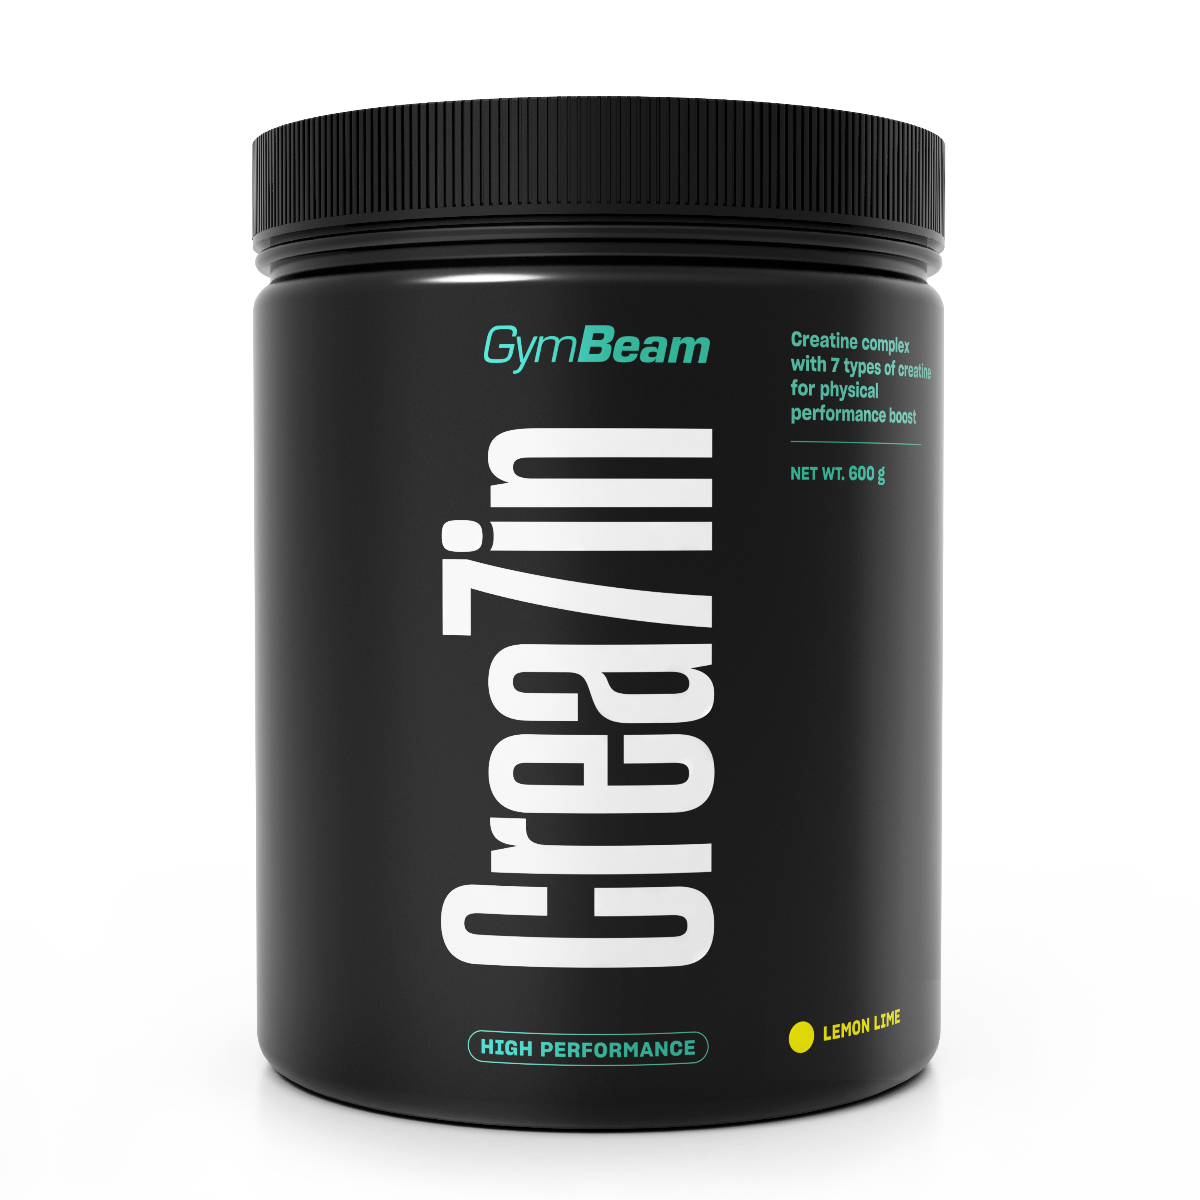 GymBeam
Crea7in
HIGH PERFORMANCE
Creatine complex
with 7 types of creatine
for physical
performance boost
NET WT. 600 g
LEMON LIME